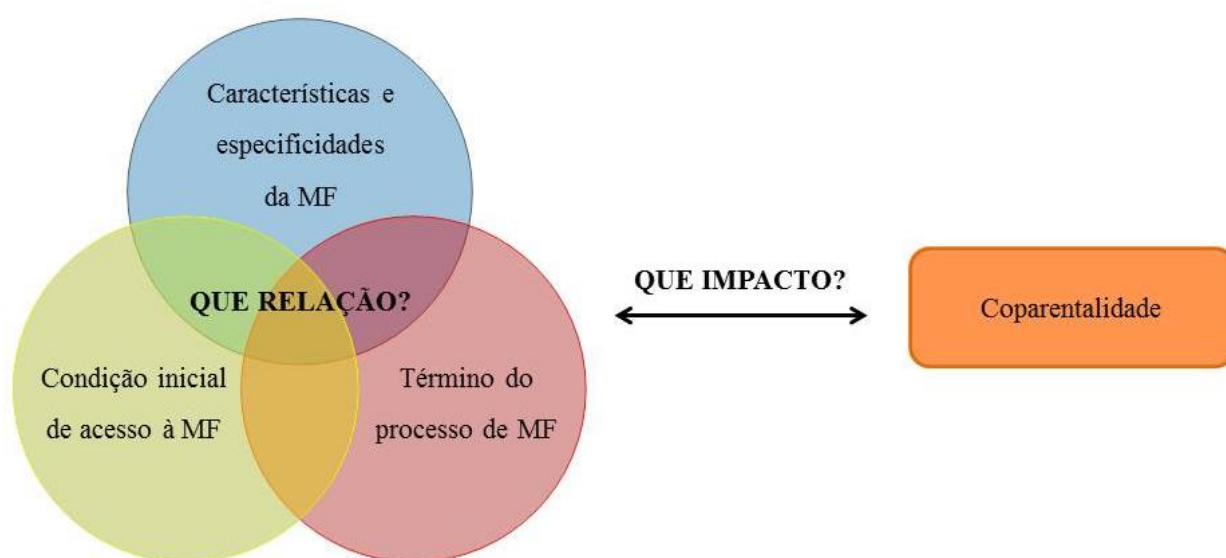 Características e
especificidades
da MF
QUE RELAÇÃO?
Condição inicial
de acesso à MF
Término do
processo de MF
QUE IMPACTO?
Coparentalidade